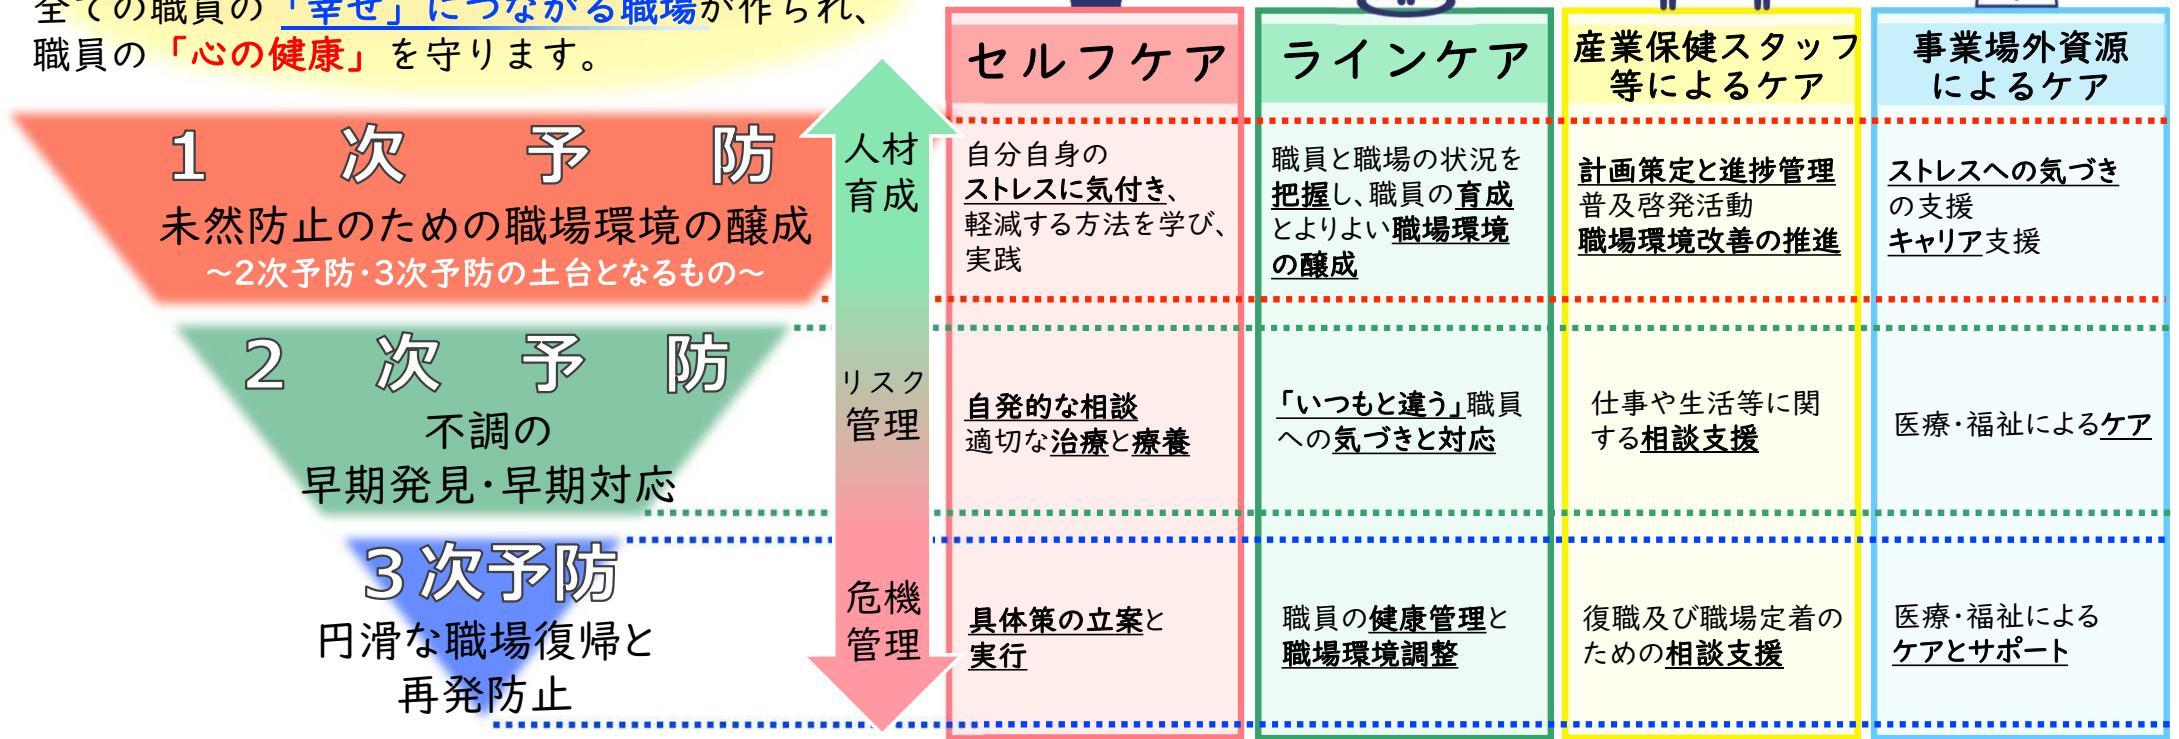 全ての職員の「幸せ」につながる職場が作られ、
職員の「心の健康」を守ります。
1次予防
未然防止のための職場環境の醸成
～2次予防・3次予防の土台となるもの～
2次予防
不調の
早期発見・早期対応
3次予防
円滑な職場復帰と
再発防止
人材
育成
リスク
管理
危機
管理
セルフケア
自分自身の
ストレスに気付き、
軽減する方法を学び、
実践
自発的な相談
適切な治療と療養
具体策の立案と
実行
ラインケア
職員と職場の状況を
把握し、職員の育成
とよりよい職場環境
の醸成
「いつもと違う」職員
への気づきと対応
職員の健康管理と
職場環境調整
産業保健スタッフ
等によるケア
計画策定と進捗管理
普及啓発活動
職場環境改善の推進
仕事や生活等に関
する相談支援
復職及び職場定着の
ための相談支援
事業場外資源
によるケア
ストレスへの気づき
の支援
キャリア支援
医療・福祉によるケア
医療・福祉による
ケアとサポート